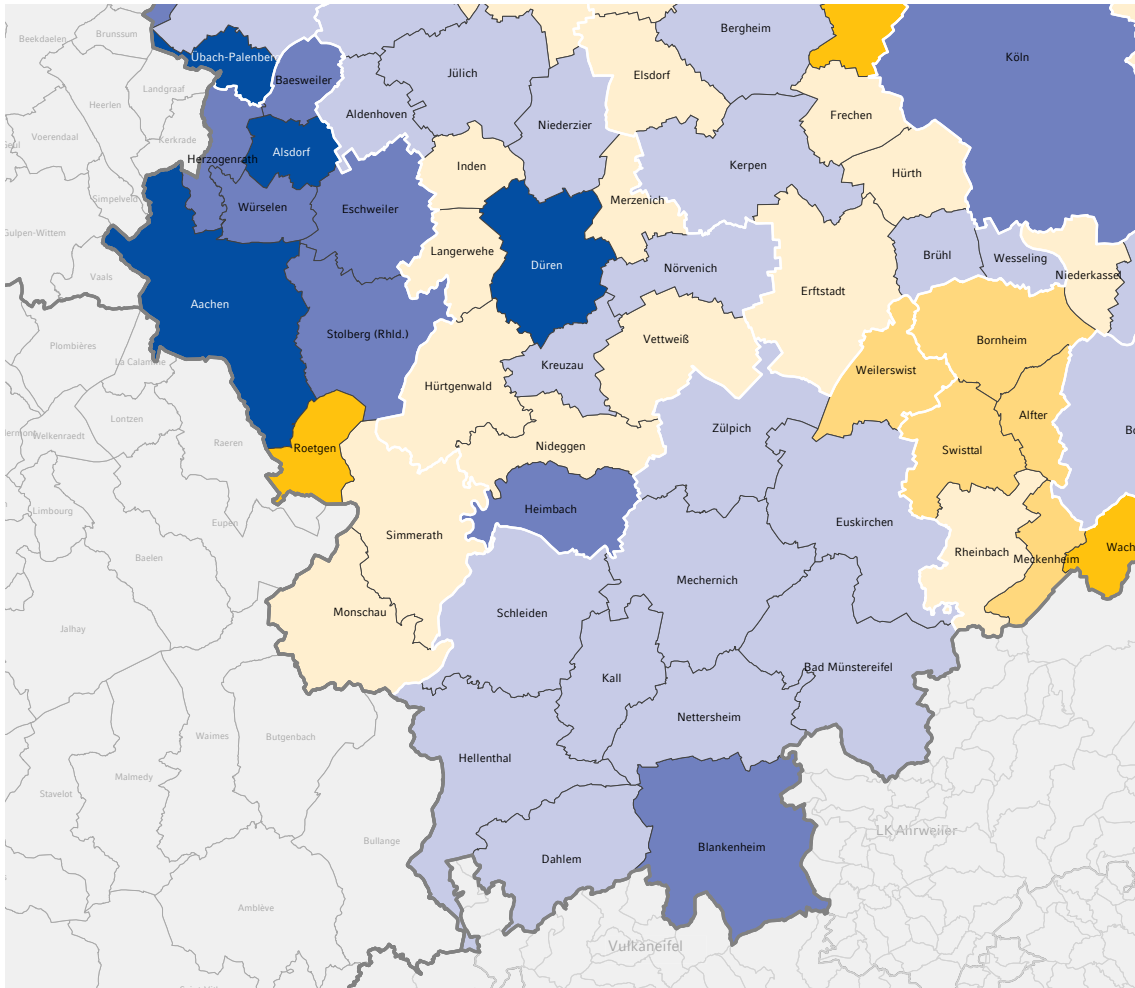 Beekdaelen
Brunssum
Bergheim
Köln
Übach-Palenberg
Jülich
Elsdorf
Baesweiler
Landgraaf
Heerlen
Aldenhoven
Frechen
Niederzier
Voerendaal
Kerkrade
Alsdorf
Herzogenrath
Inden
Kerpen
Hürth
Simpelveld
Würselen
Eschweiler
Merzenich
Gulpen-Wittem
Langerwehe
Düren
Nörvenich
Brühl
Wesseling
Vaals
Niederkassel
Erftstadt
Aachen
Stolberg (Rhld.)
Vettweiß
Bornheim
Plombières
La Calamine
Kreuzau
Weilerswist
Hürtgenwald
Lontzen
Alfter
Welkenraedt
Raeren
Zülpich
Roetgen
Nideggen
Swisttal
Limbourg
Heimbach
Eupen
Euskirchen
Simmerath
Baelen
Rheinbach
Meckenheim
Mechernich
Monschau
Schleiden
Jalhay
Bad Münstereifel
Kall
Nettersheim
Waimes
Butgenbach
Hellenthal
Malmedy
Stavelot
LK Ahrweiler
Bullange
Blankenheim
Dahlem
Amblève
Vulkaneifel